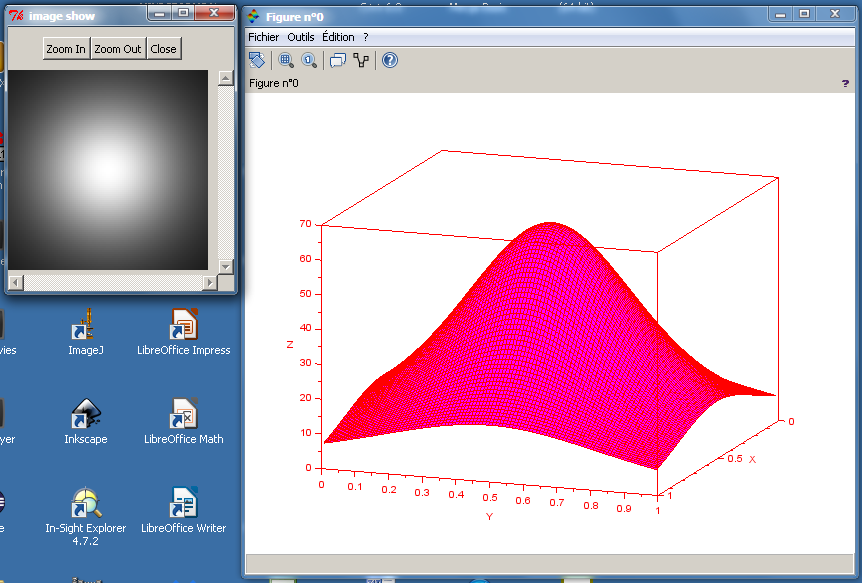 image show
Zoom In Zoom Out Close
Figure n°0
Fichier Outils Édition ?
Figure n°0
?
70
60
50
40
30
20
10
0
Z
0 0.1 0.2 0.3 0.4 0.5 0.6 0.7 0.8 0.9 1
Y
0
0.5
1
X
vies
ImageJ
LibreOffice Impress
yer
Inkscape
LibreOffice Math
e
In-Sight Explorer
4.7.2
LibreOffice Writer